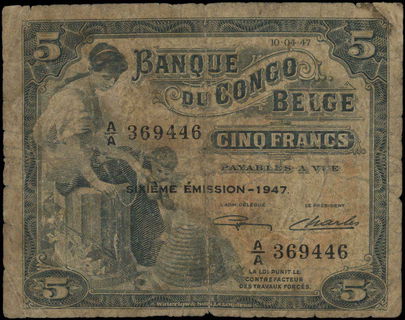 5 5
10-04-47
BANQUE
DU CONGO
BELGE
A/A 369446
CINQ FRANCS
PAYABLES A VUE
SIXIÈME ÉMISSION-1947.
L'ADM. DÉLÉGUÉ LE PRÉSIDENT
A/A 369446
LA LOI PUNIT LE
CONTREFACTEUR
DES TRAVAUX FORCÉS.
5 5